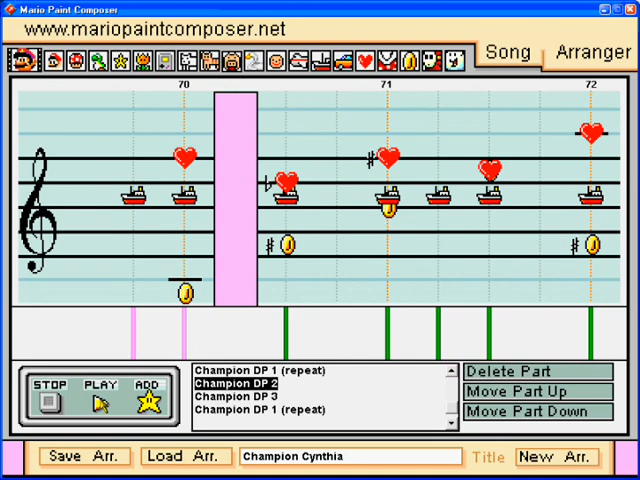 Mario Paint Composer
www.mariopaintcomposer.net
Song
Arranger
70
71
72
STOP
PLAY
ADD
Champion DP 1 (repeat)
Champion DP 2
Champion DP 3
Champion DP 1 (repeat)
Delete Part
Move Part Up
Move Part Down
Save Arr.
Load Arr.
Champion Cynthia
Title
New Arr.